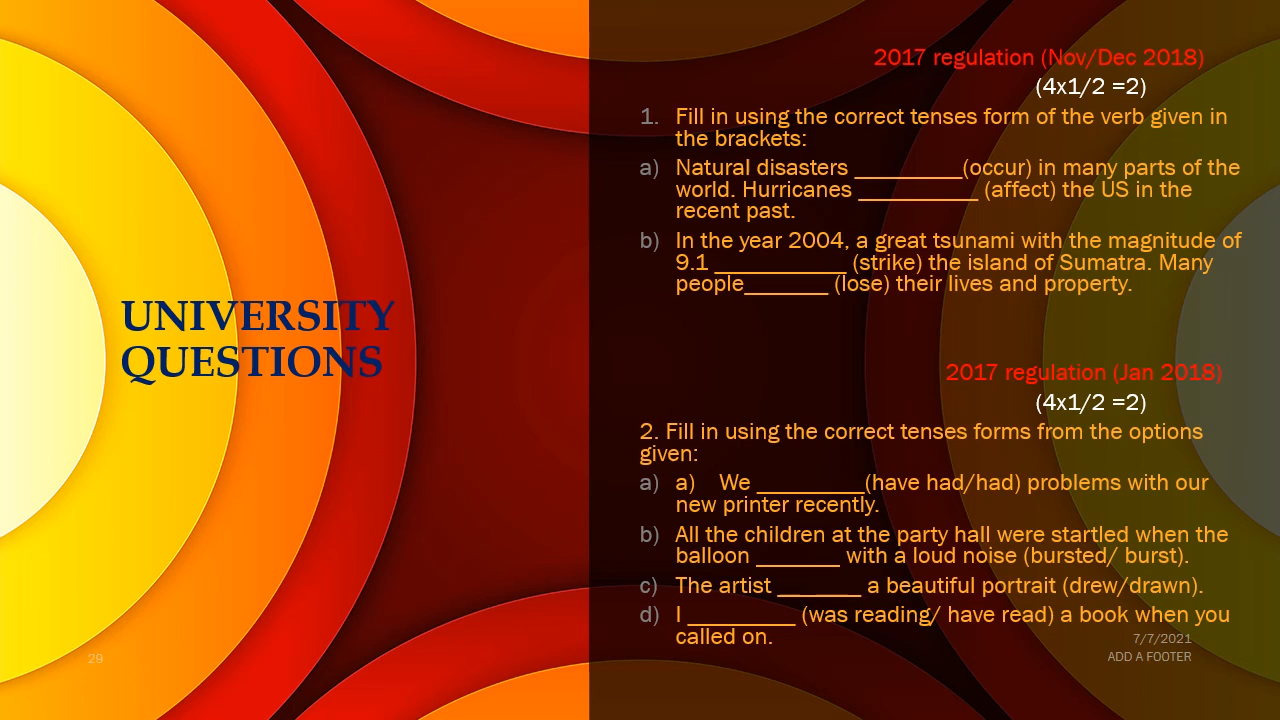 UNIVERSITY
QUESTIONS
2017 regulation (Nov/Dec 2018)
(4x1/2 =2)
1. Fill in using the correct tenses form of the verb given in
the brackets:
a) Natural disasters _________(occur) in many parts of the
world. Hurricanes __________ (affect) the US in the
recent past.
b) In the year 2004, a great tsunami with the magnitude of
9.1 ___________ (strike) the island of Sumatra. Many
people_______ (lose) their lives and property.
2017 regulation (Jan 2018)
(4x1/2 =2)
2. Fill in using the correct tenses forms from the options
given:
a) a) We _________(have had/had) problems with our
new printer recently.
b) All the children at the party hall were startled when the
balloon _______ with a loud noise (bursted/ burst).
c) The artist _______ a beautiful portrait (drew/drawn).
d) I _________ (was reading/ have read) a book when you
called on.
7/7/2021
29
ADD A FOOTER